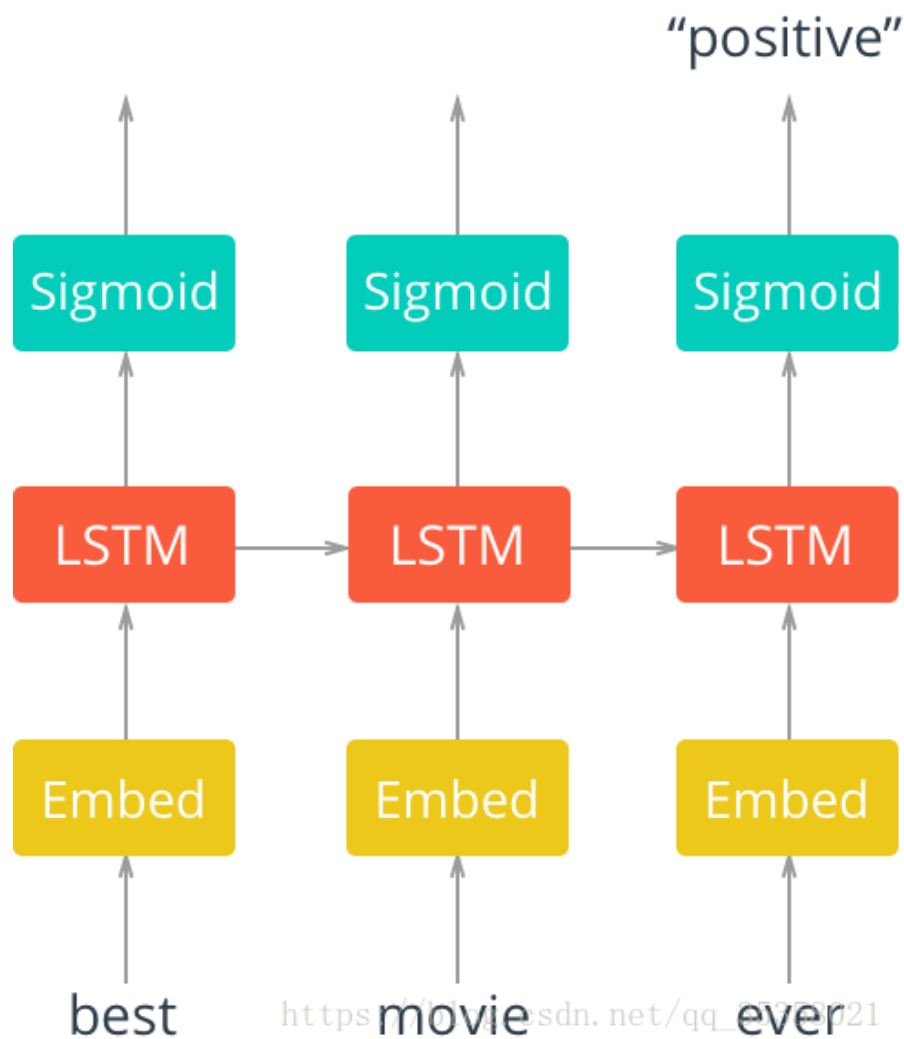 “positive”
Sigmoid Sigmoid Sigmoid
LSTM LSTM LSTM
Embed Embed Embed
best movie ever